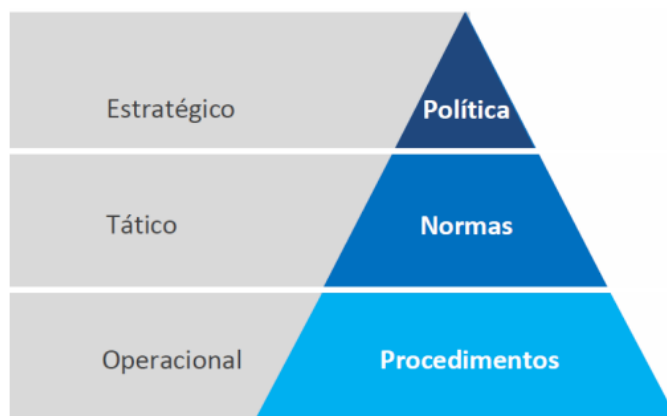 Estratégico
Política
Tático
Normas
Operacional
Procedimentos